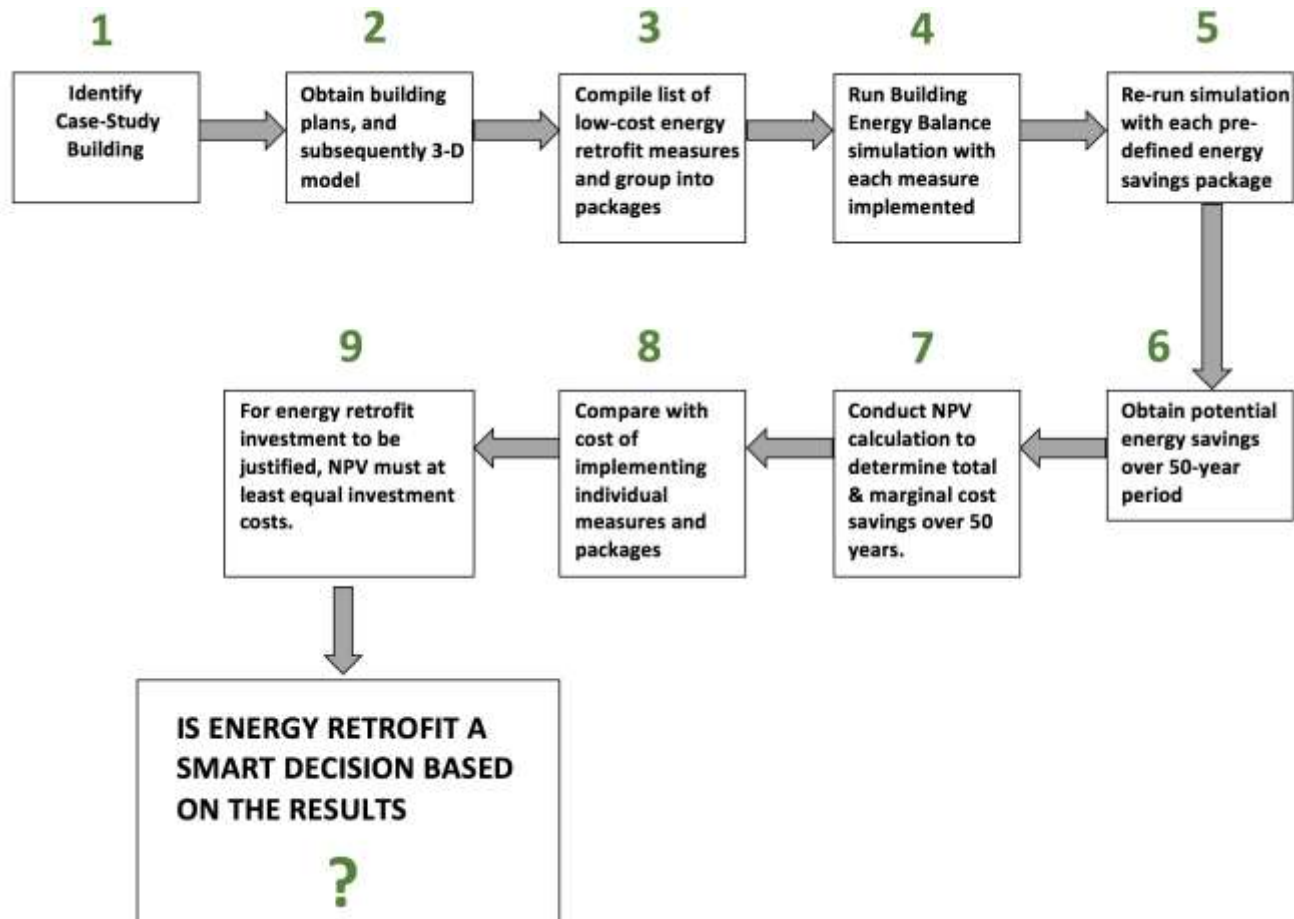 1
Identify
Case-Study
Building
2
Obtain building
plans, and
subsequently 3-D
model
3
Compile list of
low-cost energy
retrofit measures
and group into
packages
4
Run Building
Energy Balance
simulation with
each measure
implemented
5
Re-run simulation
with each pre-
defined energy
savings package
6
Obtain potential
energy savings
over 50-year
period
7
Conduct NPV
calculation to
determine total
& marginal cost
savings over 50
years.
8
Compare with
cost of
implementing
individual
measures and
packages
9
For energy retrofit
investment to be
justified, NPV must at
least equal investment
costs.
IS ENERGY RETROFIT A
SMART DECISION BASED
ON THE RESULTS
?